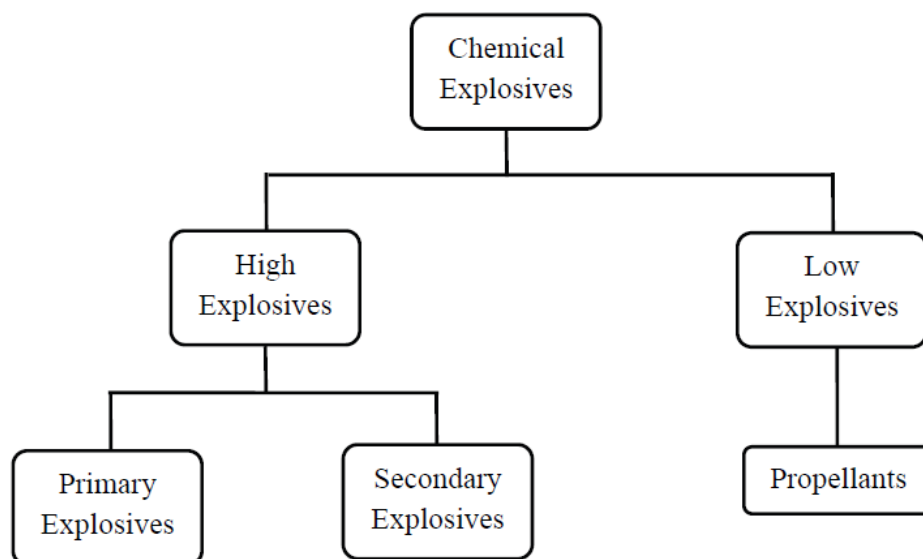 Chemical
Explosives
High
Explosives
Low
Explosives
Primary
Explosives
Secondary
Explosives
Propellants